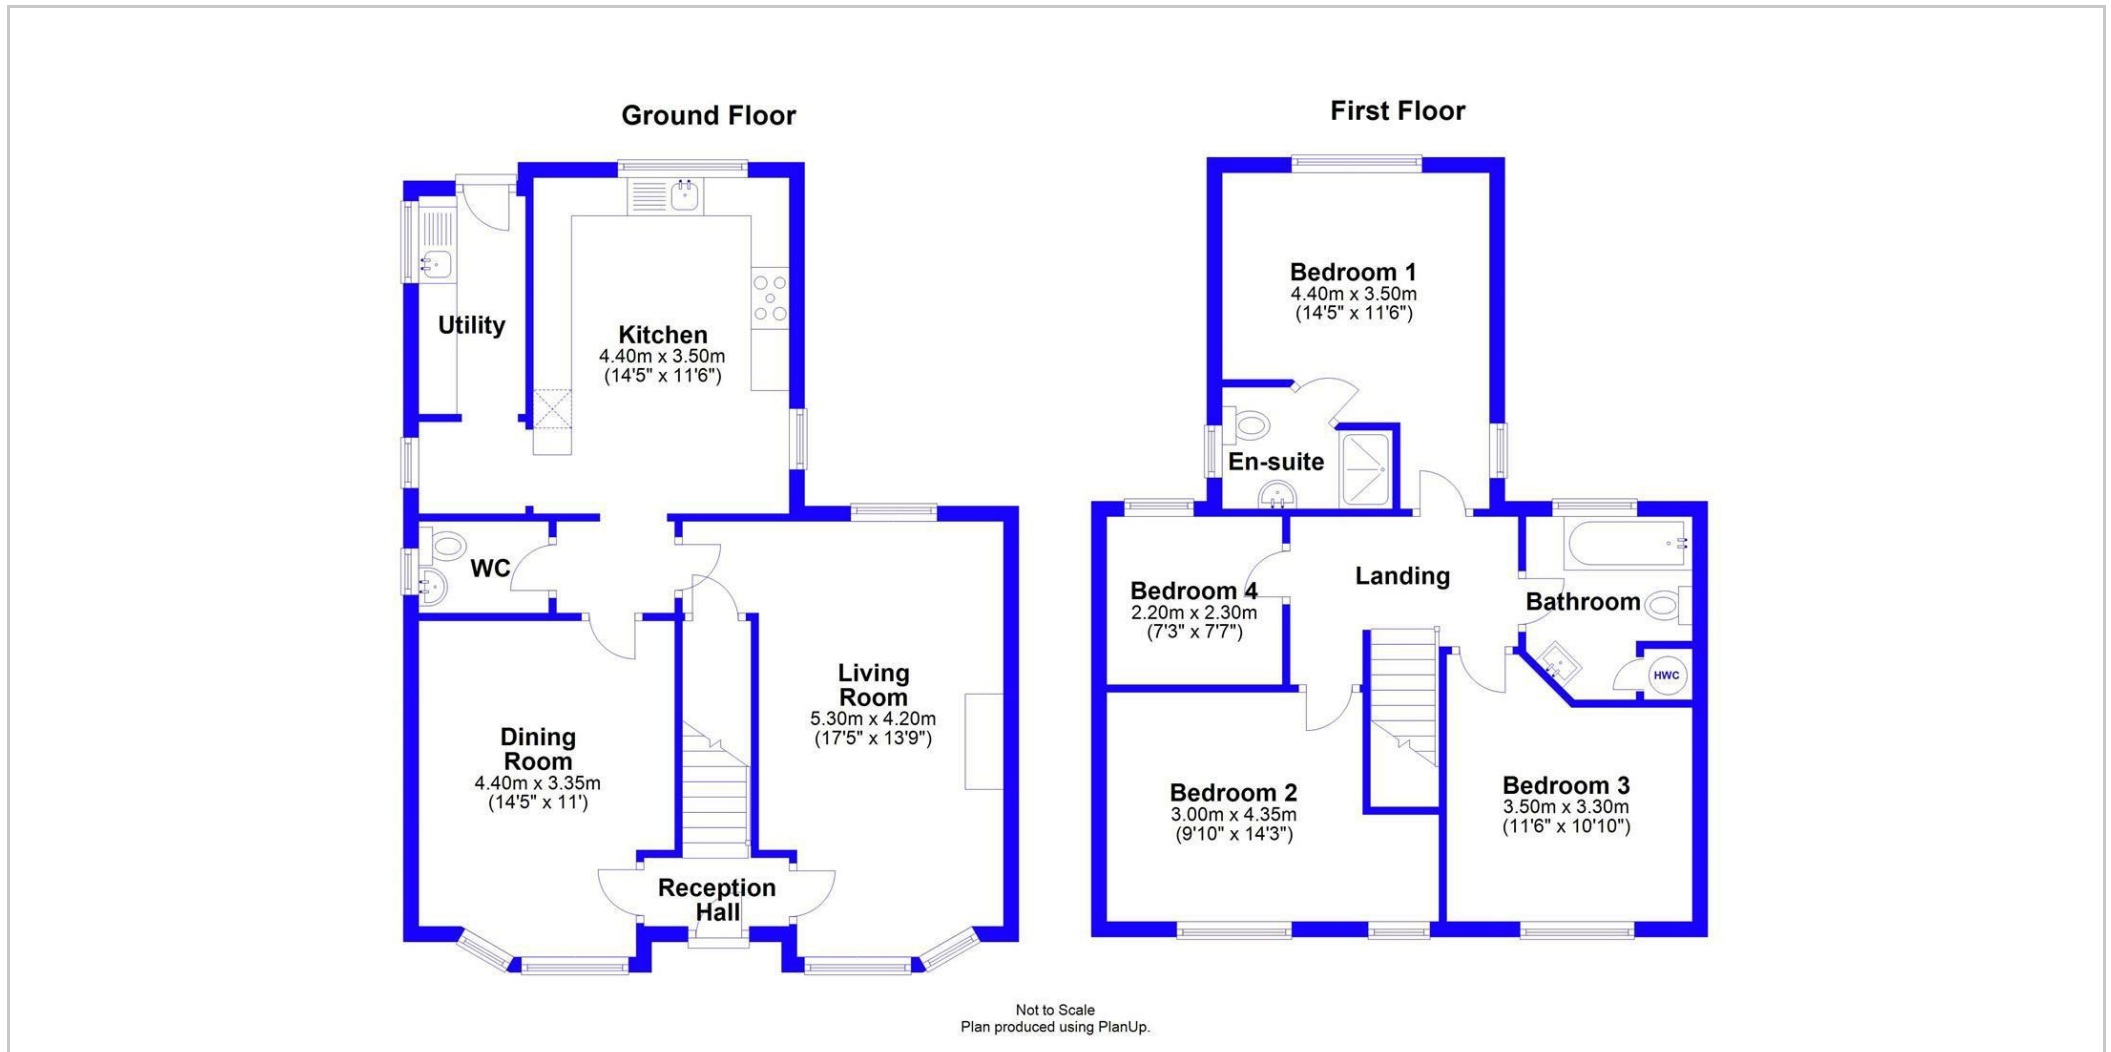 Ground Floor
Utility
Kitchen
4.40m x 3.50m
(14'5" x 11'6")
WC
Living
Room
5.30m x 4.20m
(17'5" x 13'9")
Dining
Room
4.40m x 3.35m
(14'5" x 11')
Reception
Hall
First Floor
Bedroom 1
4.40m x 3.50m
(14'5" x 11'6")
En-suite
Landing
Bedroom 4
2.20m x 2.30m
(7'3" x 7'7")
Bathroom
HWC
Bedroom 2
3.00m x 4.35m
(9'10" x 14'3")
Bedroom 3
3.50m x 3.30m
(11'6" x 10'10")
Not to Scale
Plan produced using PlanUp.